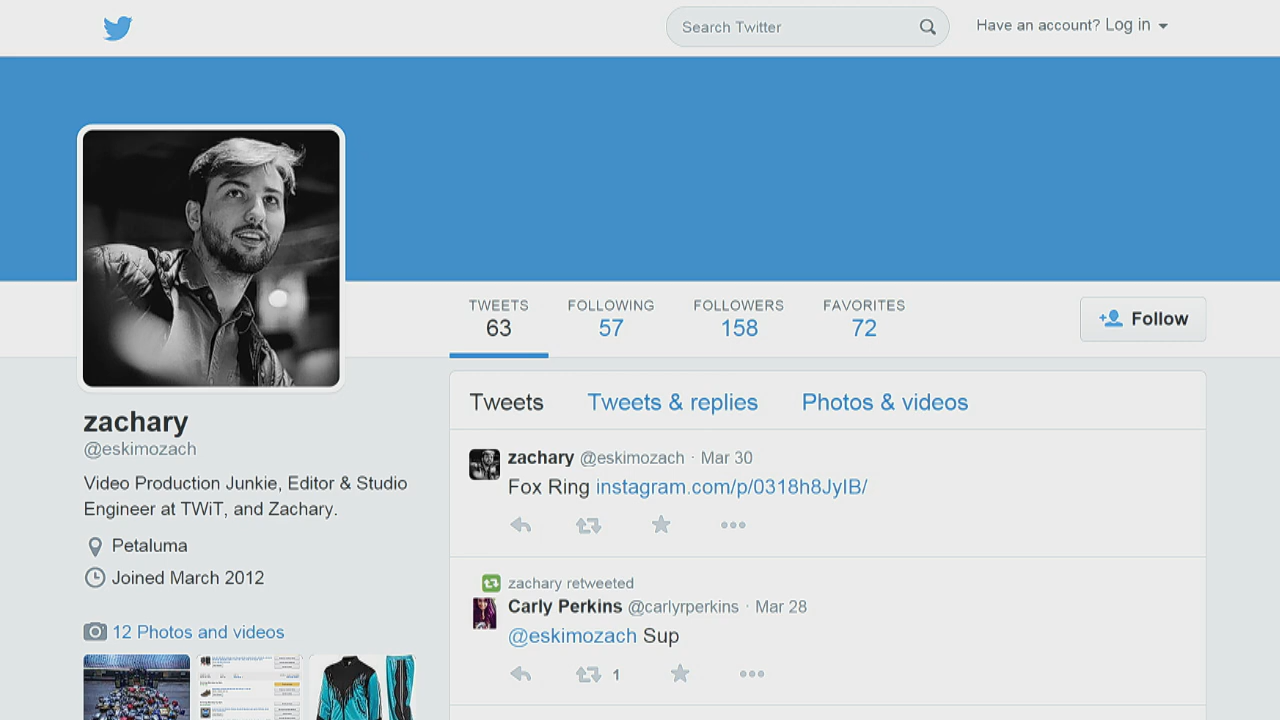 Search Twitter
Have an account? Log in
TWEETS FOLLOWING FOLLOWERS FAVORITES
63 57 158 72
Follow
zachary
@eskimozach
Video Production Junkie, Editor & Studio
Engineer at TWiT, and Zachary.
Petaluma
Joined March 2012
12 Photos and videos
Tweets Tweets & replies Photos & videos
zachary @eskimozach · Mar 30
Fox Ring instagram.com/p/0318h8JyIB/
zachary retweeted
Carly Perkins @carlyrperkins · Mar 28
@eskimozach Sup
1